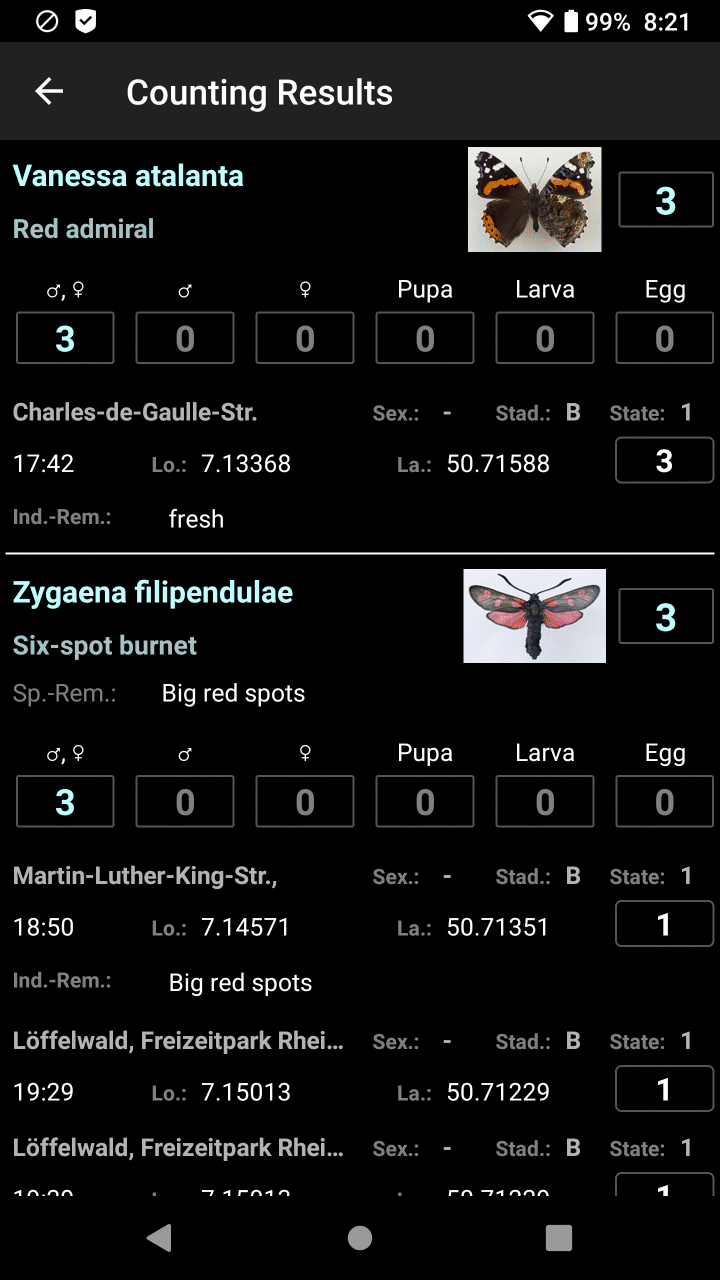 99% 8:21
Counting Results
Vanessa atalanta
3
Red admiral
♂, ♀ ♂ ♀ Pupa Larva Egg
3 0 0 0 0 0
Charles-de-Gaulle-Str. Sex.: - Stad.: B State: 1
17:42 Lo.: 7.13368 La.: 50.71588 3
Ind.-Rem.: fresh
Zygaena filipendulae
3
Six-spot burnet
Sp.-Rem.: Big red spots
♂, ♀ ♂ ♀ Pupa Larva Egg
3 0 0 0 0 0
Martin-Luther-King-Str., Sex.: - Stad.: B State: 1
18:50 Lo.: 7.14571 La.: 50.71351 1
Ind.-Rem.: Big red spots
Löffelwald, Freizeitpark Rhei… Sex.: - Stad.: B State: 1
19:29 Lo.: 7.15013 La.: 50.71229 1
Löffelwald, Freizeitpark Rhei… Sex.: - Stad.: B State: 1